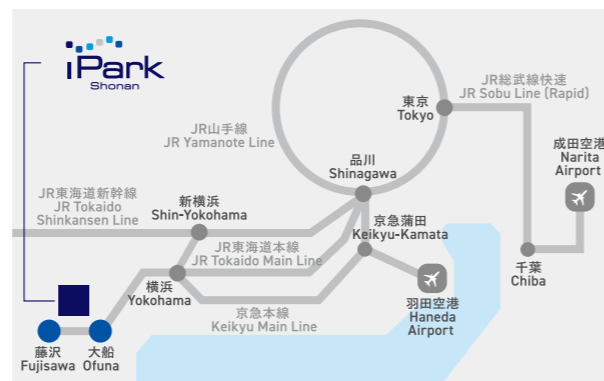 iPark
Shonan
JR総武線快速
JR Sobu Line (Rapid)
東京
Tokyo
JR山手線
JR Yamanote Line
成田空港
Narita
Airport
品川
Shinagawa
JR東海道新幹線
JR Tokaido
Shinkansen Line
新横浜
Shin-Yokohama
京急蒲田
Keikyu-Kamata
JR東海道本線
JR Tokaido Main Line
千葉
Chiba
横浜
Yokohama
京急本線
Keikyu Main Line
羽田空港
Haneda
Airport
藤沢
Fujisawa
大船
Ofuna